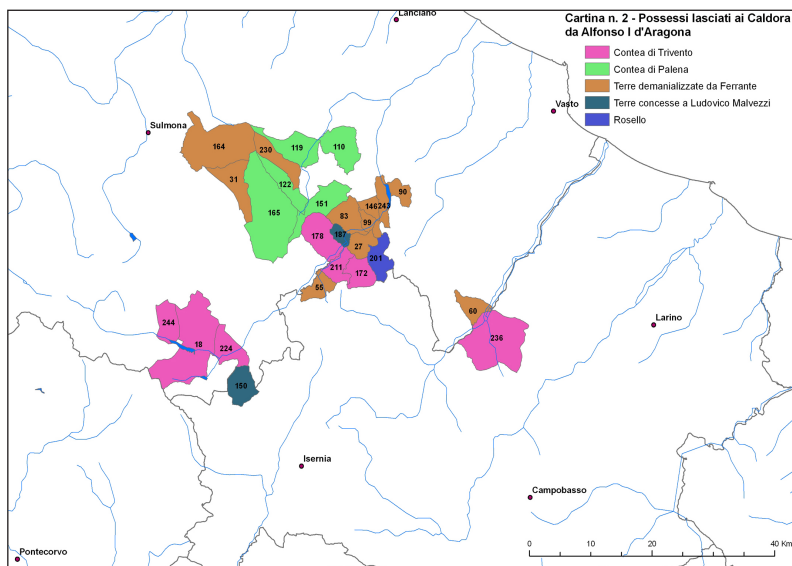 Lanciano
Cartina n. 2 - Possessi lasciati ai Caldora
da Alfonso I d'Aragona
Contea di Trivento
Contea di Palena
Terre demanializzate da Ferrante
Terre concesse a Ludovico Malvezzi
Rosello
Vasto
Sulmona
164
230
119
110
31
122
165
151
146
243
90
83
99
178
187
27
201
211
172
55
60
236
Larino
244
18
224
150
Isernia
Campobasso
Pontecorvo
0 10 20 40 Km